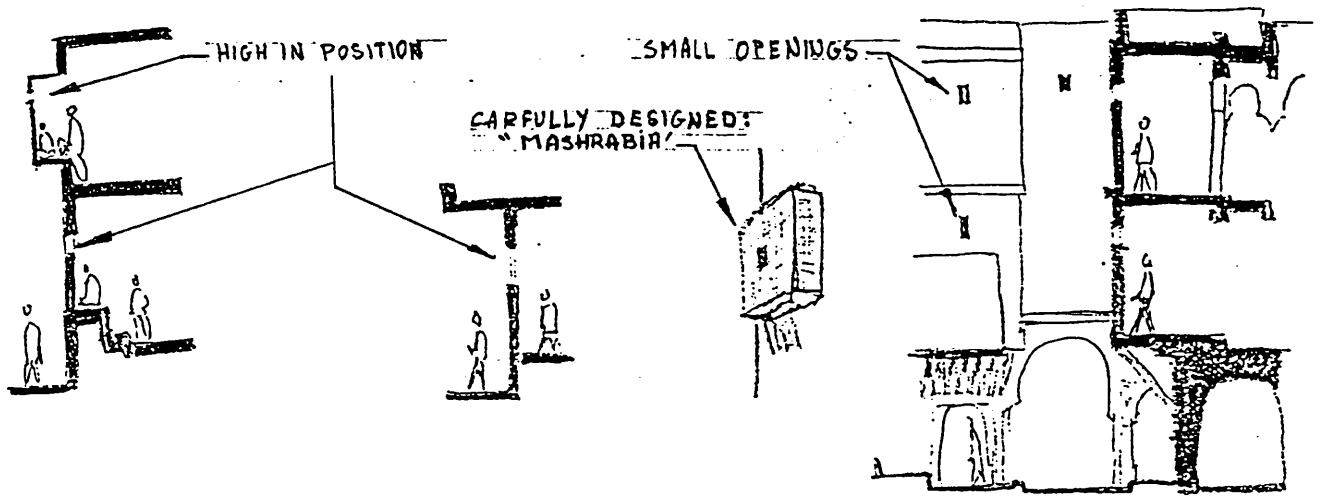 HIGH IN POSITION
SMALL OPENINGS
CARFULLY DESIGNED:
"MASHRABIA"